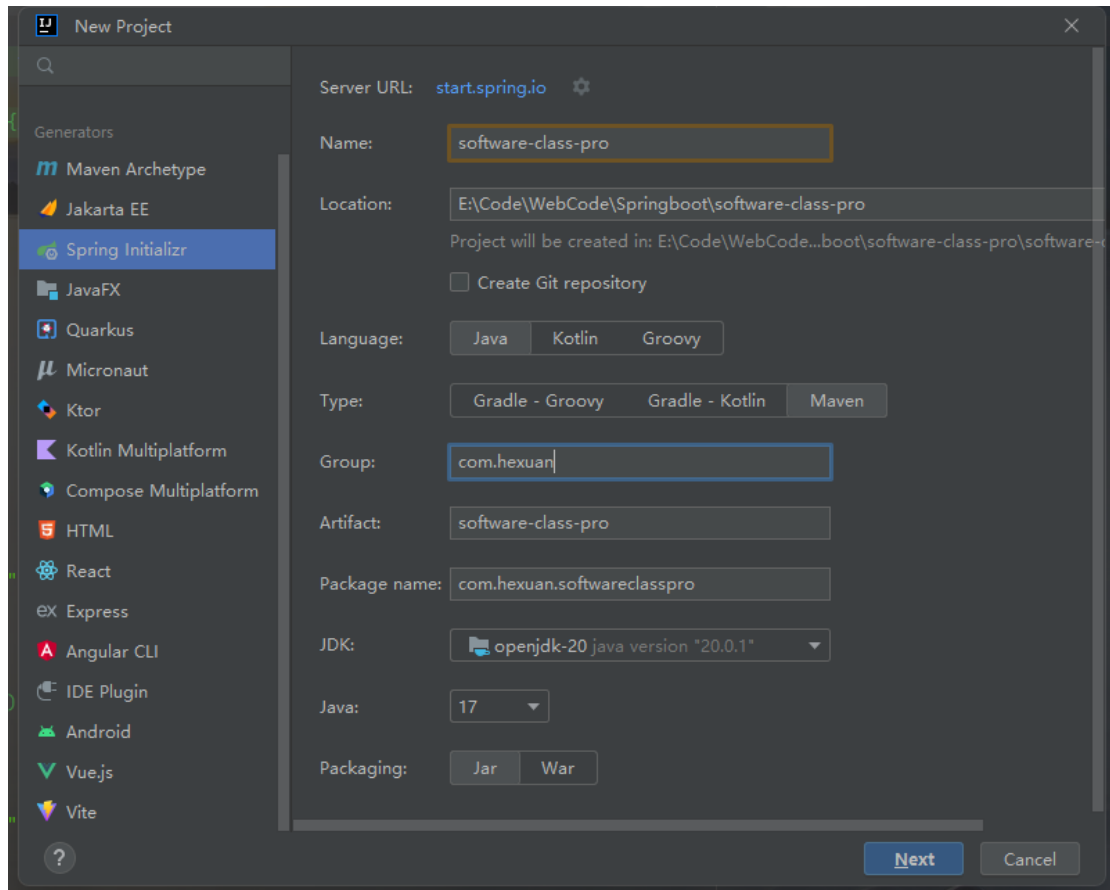 New Project
Generators
Maven Archetype
Jakarta EE
Spring Initializr
JavaFX
Quarkus
Micronaut
Ktor
Kotlin Multiplatform
Compose Multiplatform
HTML
React
Express
Angular CLI
IDE Plugin
Android
Vue.js
Vite
Server URL: start.spring.io
Name: software-class-pro
Location: E:\Code\WebCode\Springboot\software-class-pro
Project will be created in: E:\Code\WebCode...boot\software-class-pro\software-
Create Git repository
Language: Java Kotlin Groovy
Type: Gradle - Groovy Gradle - Kotlin Maven
Group: com.hexuan
Artifact: software-class-pro
Package name: com.hexuan.softwareclasspro
JDK: openjdk-20 java version "20.0.1"
Java: 17
Packaging: Jar War
? Next Cancel